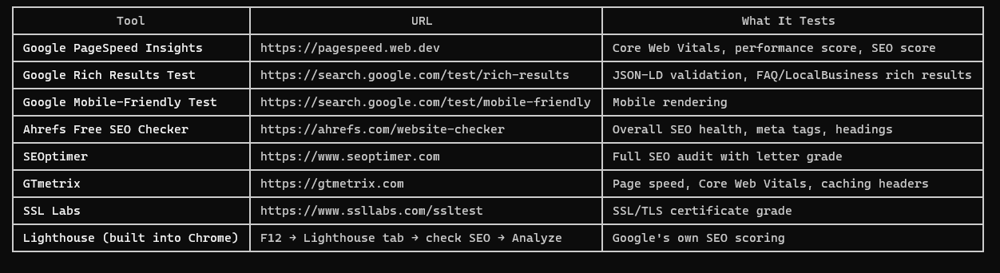 Tool URL What It Tests
Google PageSpeed Insights https://pagespeed.web.dev Core Web Vitals, performance score, SEO score
Google Rich Results Test https://search.google.com/test/rich-results JSON-LD validation, FAQ/LocalBusiness rich results
Google Mobile-Friendly Test https://search.google.com/test/mobile-friendly Mobile rendering
Ahrefs Free SEO Checker https://ahrefs.com/website-checker Overall SEO health, meta tags, headings
SEOptimer https://www.seoptimer.com Full SEO audit with letter grade
GTmetrix https://gtmetrix.com Page speed, Core Web Vitals, caching headers
SSL Labs https://www.ssllabs.com/ssltest SSL/TLS certificate grade
Lighthouse (built into Chrome) F12 → Lighthouse tab → check SEO → Analyze Google's own SEO scoring